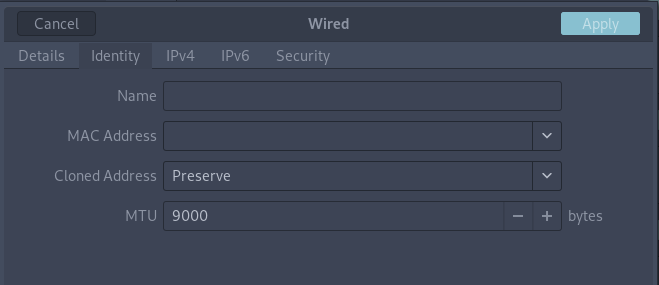 Cancel Wired Apply
Details Identity IPv4 IPv6 Security
Name
MAC Address
Cloned Address Preserve
MTU 9000 − + bytes